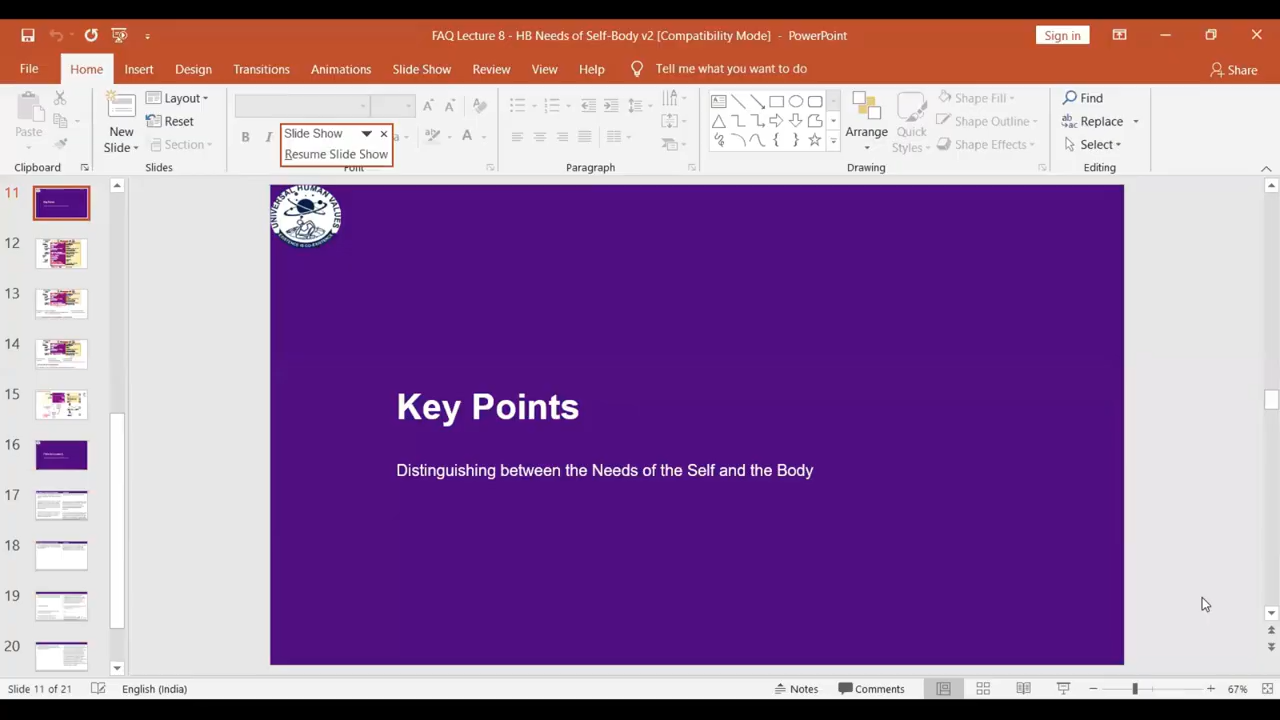 FAQ Lecture 8 - HB Needs of Self-Body v2 [Compatibility Mode] - PowerPoint
Sign in
File Home Insert Design Transitions Animations Slide Show Review View Help Tell me what you want to do Share
Paste
Clipboard
New Slide
Layout
Reset
Section
Slides
B I
Slide Show
Resume Slide Show
Font
Paragraph
Arrange
Quick Styles
Shape Fill
Shape Outline
Shape Effects
Drawing
Find
Replace
Select
Editing
11
12
13
14
15
16
17
18
19
20
UNIVERSAL HUMAN VALUES
Key Points
Distinguishing between the Needs of the Self and the Body
Slide 11 of 21 English (India) Notes Comments 67%